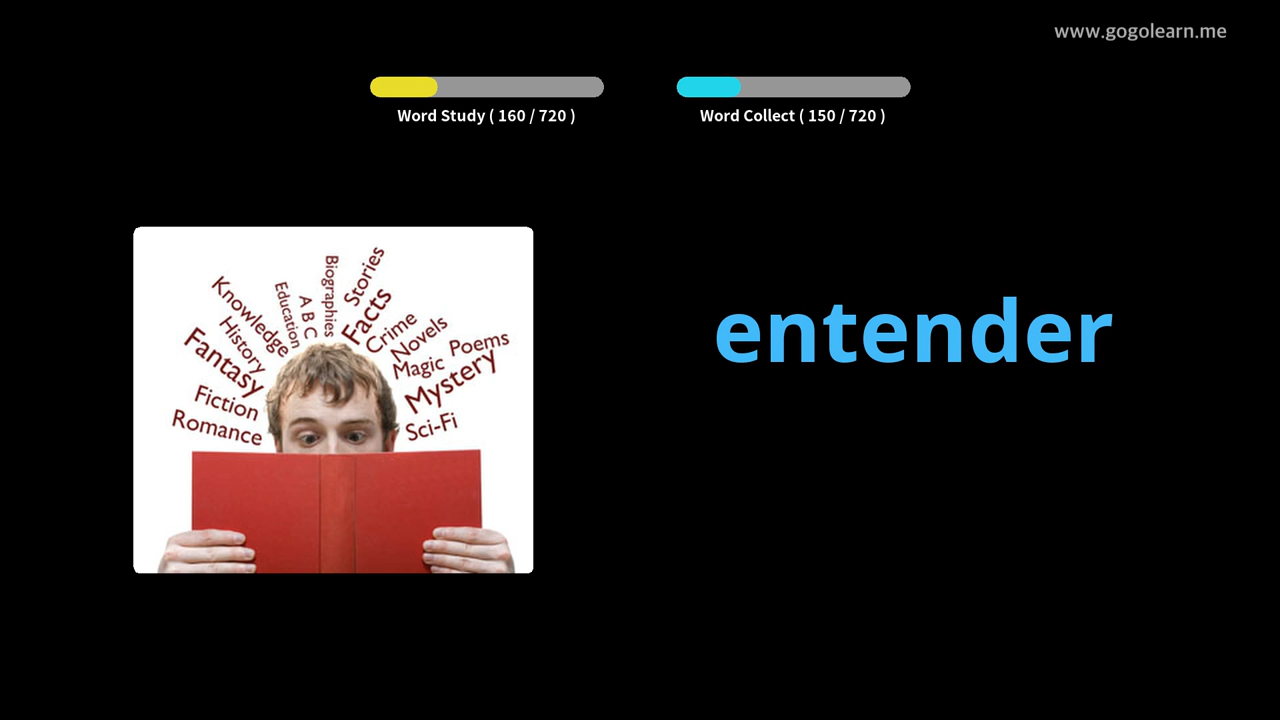 www.gogolearn.me
Word Study ( 160 / 720 )
Word Collect ( 150 / 720 )
Knowledge
Education
A B C
Biographies
Stories
Facts
Crime
Novels
Poems
History
Fantasy
Magic
Mystery
Fiction
Romance
Sci-Fi
entender